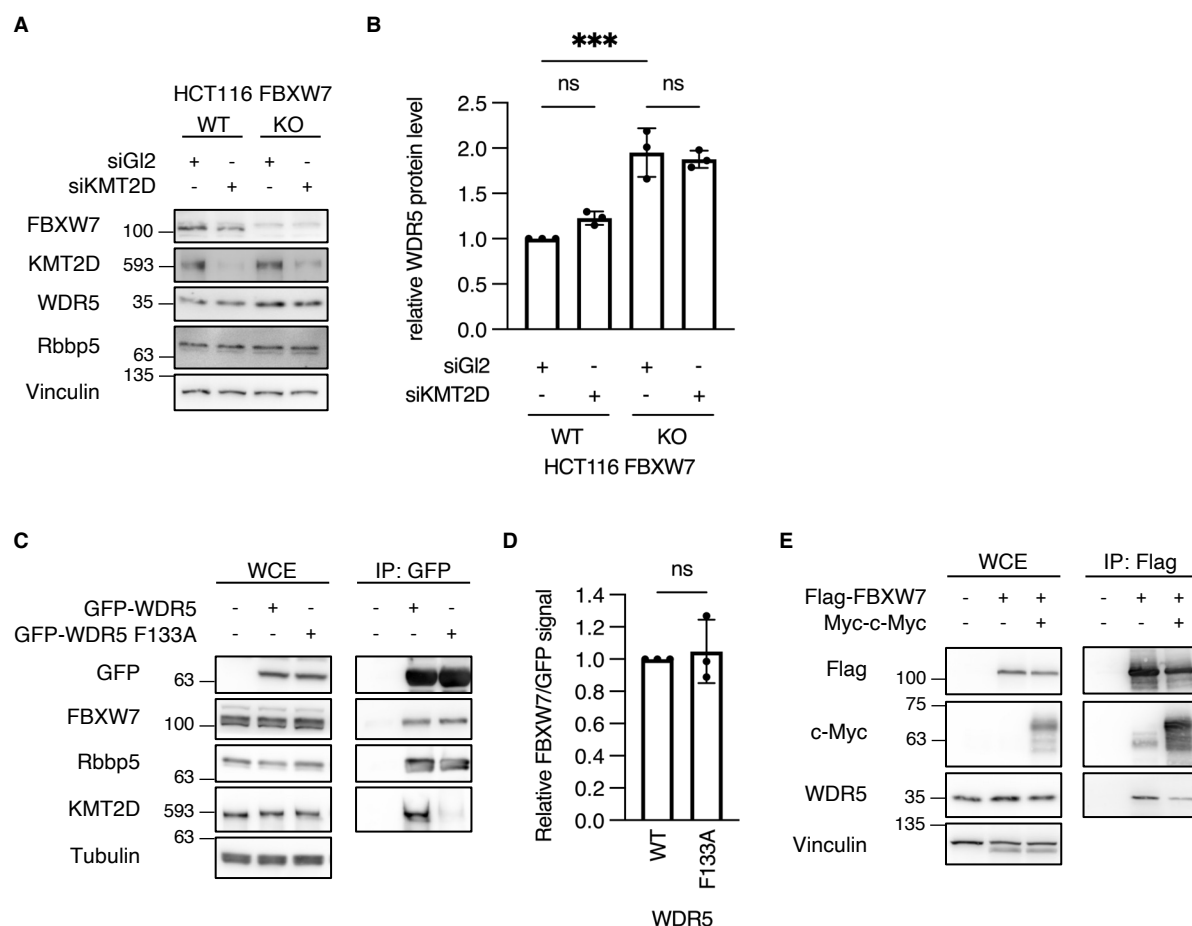 A
HCT116 FBXW7
WT KO
siGl2 + - + -
siKMT2D - + - +
FBXW7 100
KMT2D 593
WDR5 35
Rbbp5 63
135
Vinculin
B
***
ns ns
relative WDR5 protein level
2.5
2.0
1.5
1.0
0.5
0.0
siGl2 + - + -
siKMT2D - + - +
WT KO
HCT116 FBXW7
C
WCE IP: GFP
GFP-WDR5 - + - - + -
GFP-WDR5 F133A - - + - - +
GFP 63
FBXW7 100
Rbbp5 63
KMT2D 593
63
Tubulin
D
ns
Relative FBXW7/GFP signal
1.4
1.2
1.0
0.8
0.6
0.4
0.2
0.0
WT F133A
WDR5
E
WCE IP: Flag
Flag-FBXW7 - + + - + +
Myc-c-Myc - - + - - +
Flag 100
75
c-Myc 63
WDR5 35
135
Vinculin